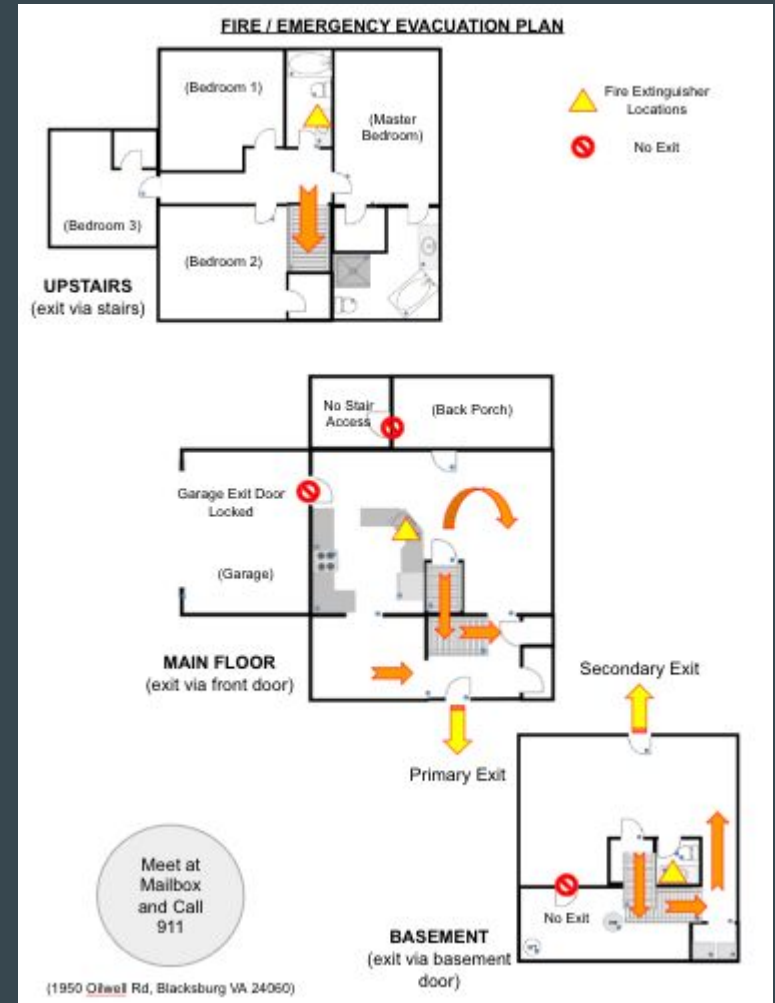 FIRE / EMERGENCY EVACUATION PLAN
(Bedroom 1)
(Master
Bedroom)
Fire Extinguisher
Locations
No Exit
(Bedroom 3)
(Bedroom 2)
UPSTAIRS
(exit via stairs)
No Stair
Access
(Back Porch)
Garage Exit Door
Locked
(Garage)
MAIN FLOOR
(exit via front door)
Primary Exit
Secondary Exit
No Exit
BASEMENT
(exit via basement
door)
Meet at
Mailbox
and Call
911
(1950 Oilwell Rd, Blacksburg VA 24060)